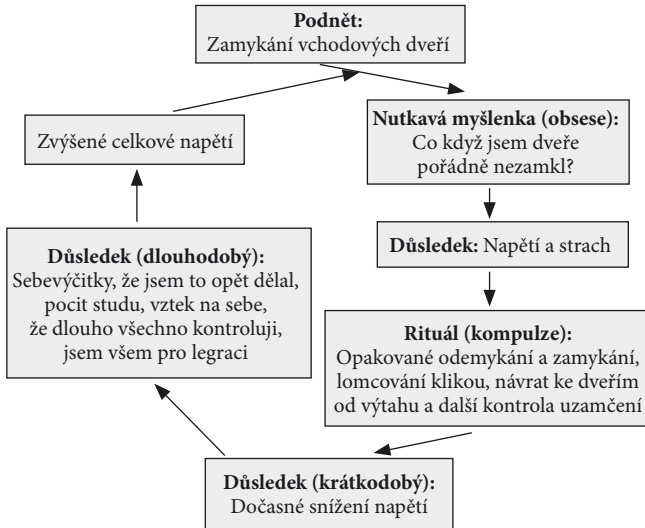 Podnět:
Zamykání vchodových dveří
Nutkavá myšlenka (obsese):
Co když jsem dveře
pořádně nezamkl?
Důsledek: Napětí a strach
Rituál (kompulze):
Opakované odemykání a zamykání,
lomcování klikou, návrat ke dveřím
od výtahu a další kontrola uzamčení
Důsledek (krátkodobý):
Dočasné snížení napětí
Důsledek (dlouhodobý):
Sebevýčitky, že jsem to opět dělal,
pocit studu, vztek na sebe,
že dlouho všechno kontroluji,
jsem všem pro legraci
Zvýšené celkové napětí